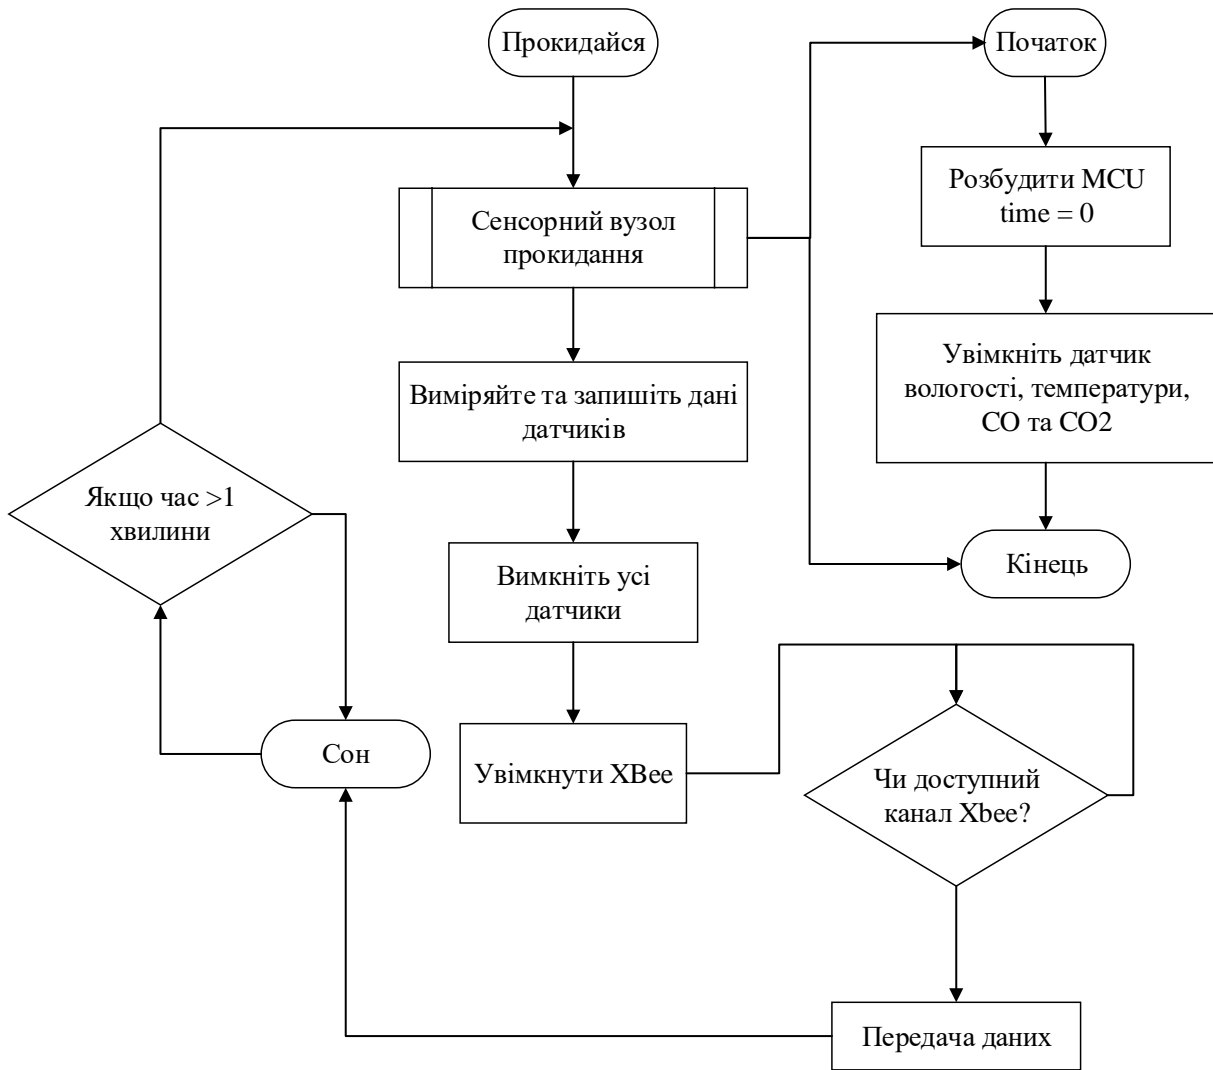 Прокидайся
Початок
Розбудити MCU
time = 0
Сенсорний вузол
прокидання
Увімкніть датчик
вологості, температури,
CO та CO2
Виміряйте та запишіть дані
датчиків
Якщо час >1
хвилини
Вимкніть усі
датчики
Кінець
Сон
Увімкнути XBee
Чи доступний
канал Xbee?
Передача даних